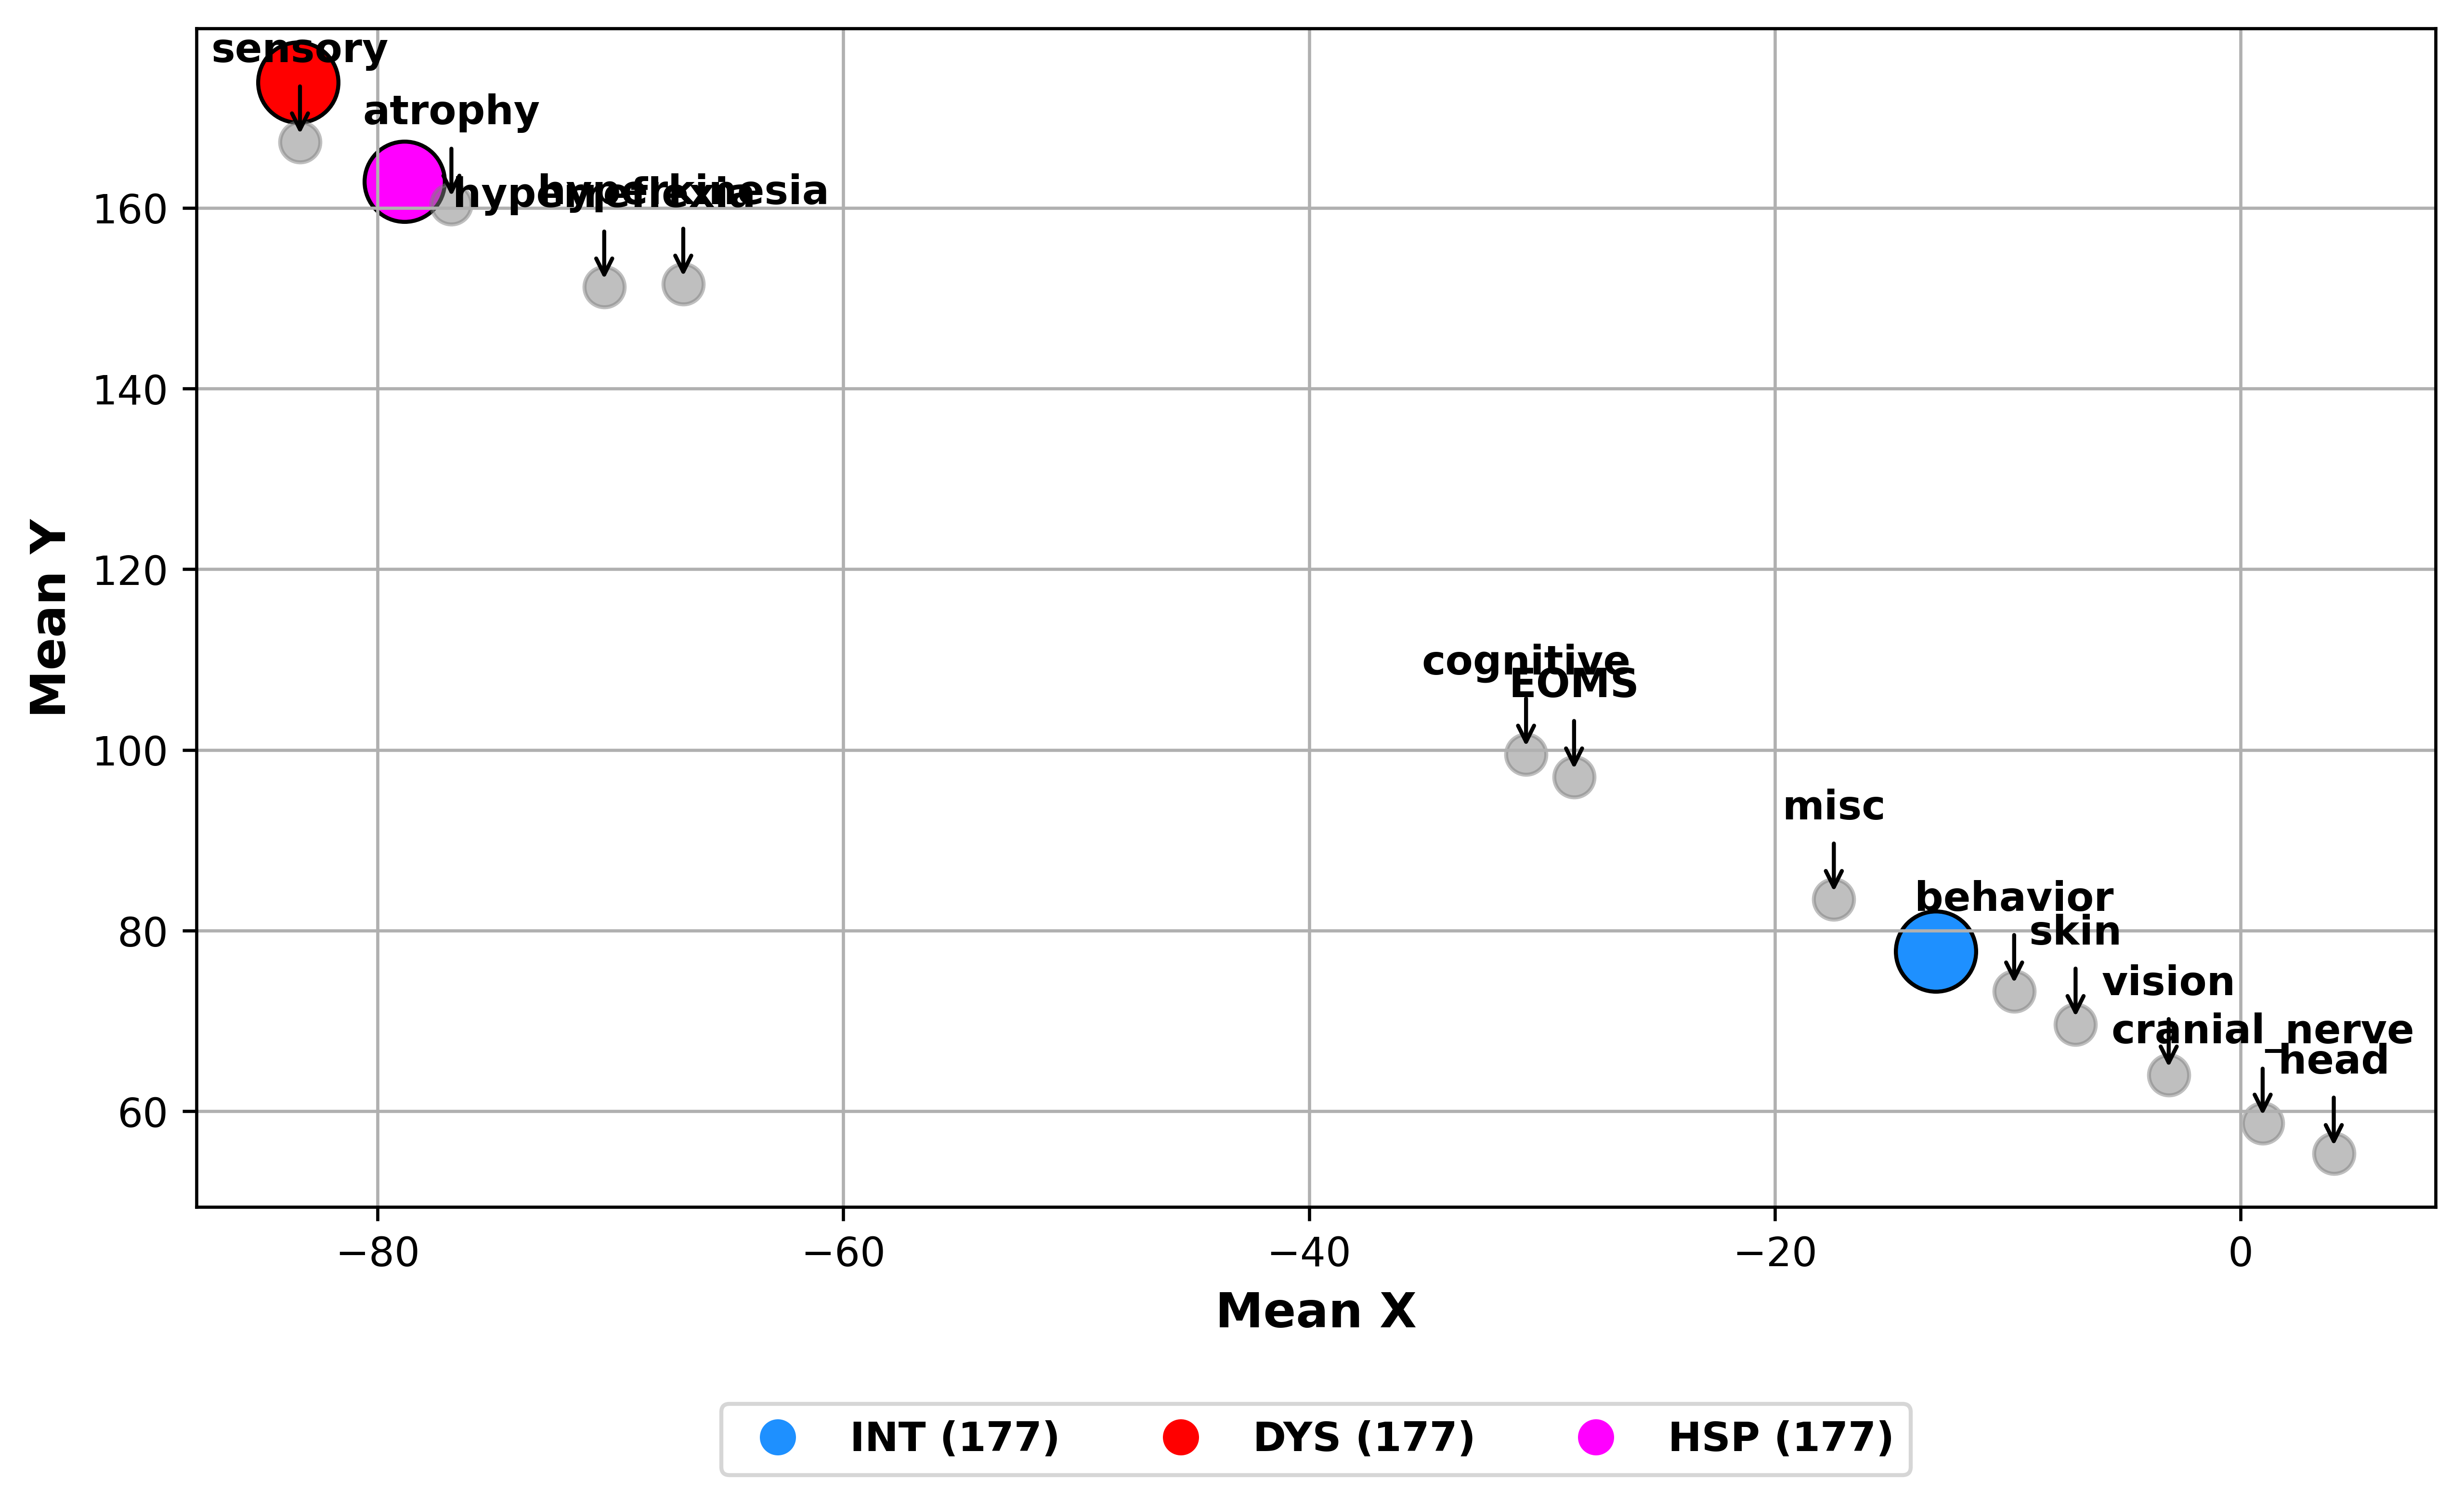 sensory
atrophy
hyperreflexia
hyperkinesia
cognitive
EOMS
misc
behavior
skin
vision
cranial_nerve
head
160
140
120
100
80
60
Mean Y
−80
−60
−40
−20
0
Mean X
INT (177)
DYS (177)
HSP (177)